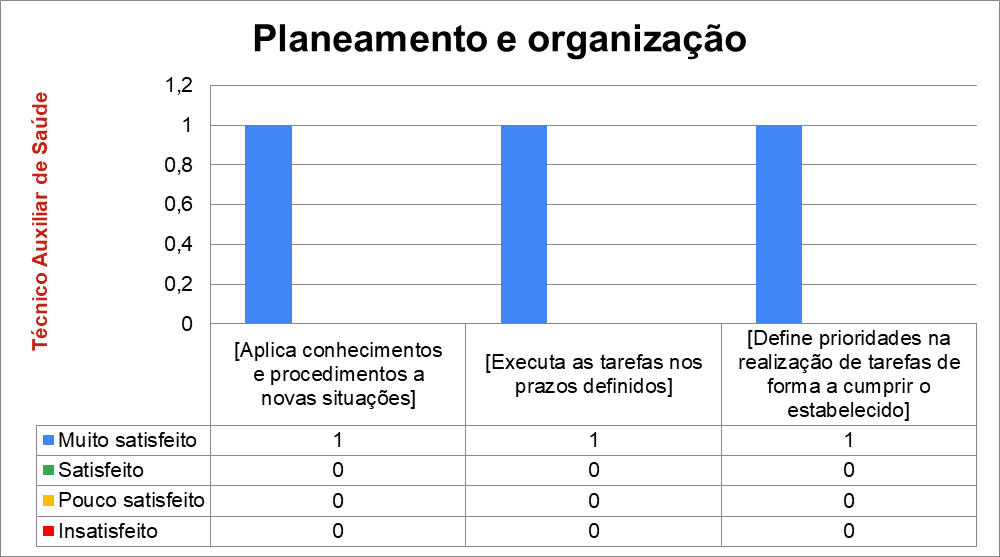 Planeamento e organização
Técnico Auxiliar de Saúde
1,2
1
0,8
0,6
0,4
0,2
0
[Aplica conhecimentos
e procedimentos a
novas situações]
[Executa as tarefas nos
prazos definidos]
[Define prioridades na
realização de tarefas de
forma a cumprir o
estabelecido]
Muito satisfeito 1 1 1
Satisfeito 0 0 0
Pouco satisfeito 0 0 0
Insatisfeito 0 0 0